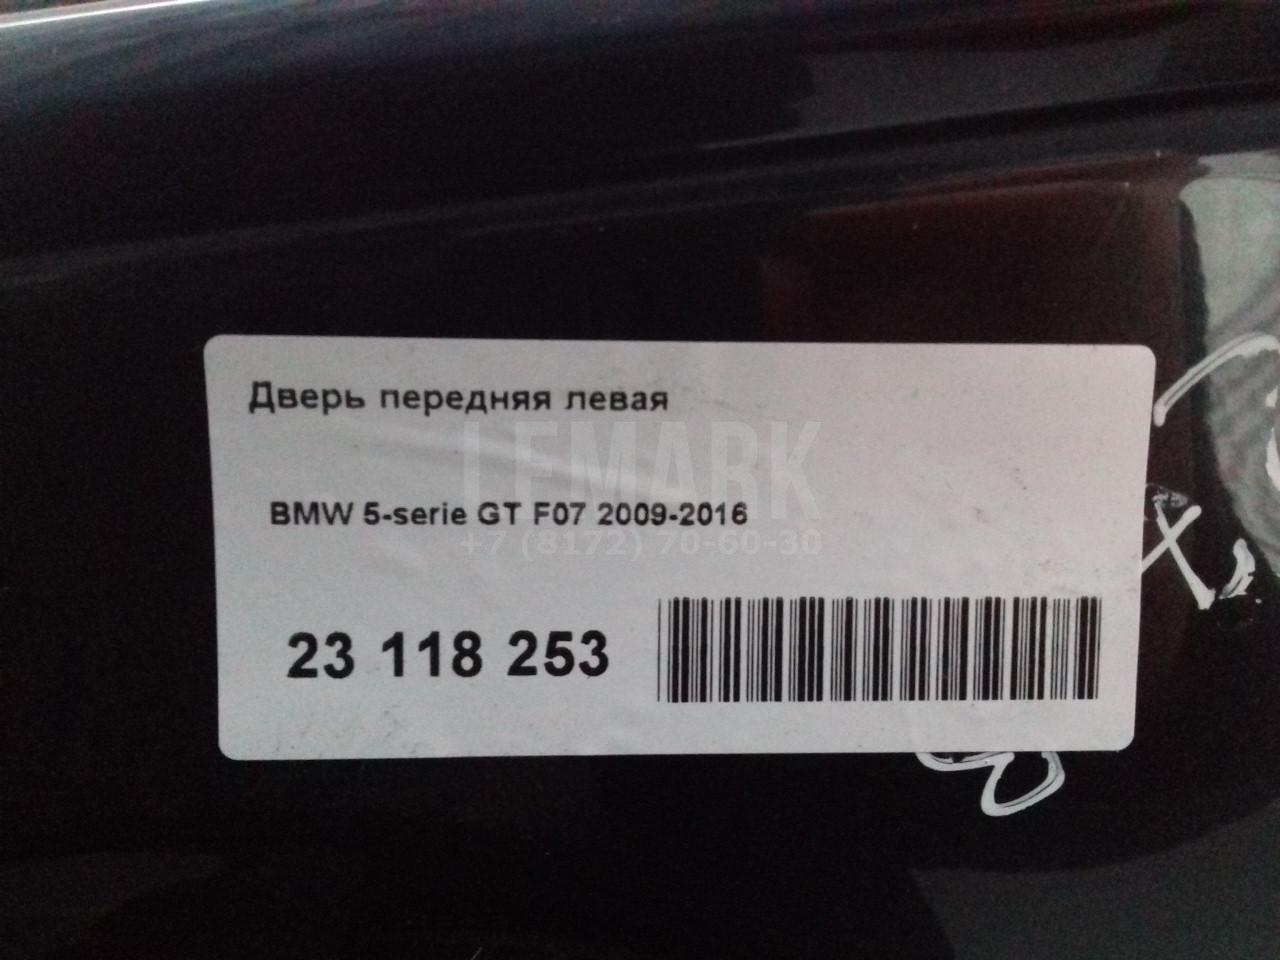 Дверь передняя левая
LEMARK
BMW 5-serie GT F07 2009-2016
+7 (8172) 70-60-30
23 118 253